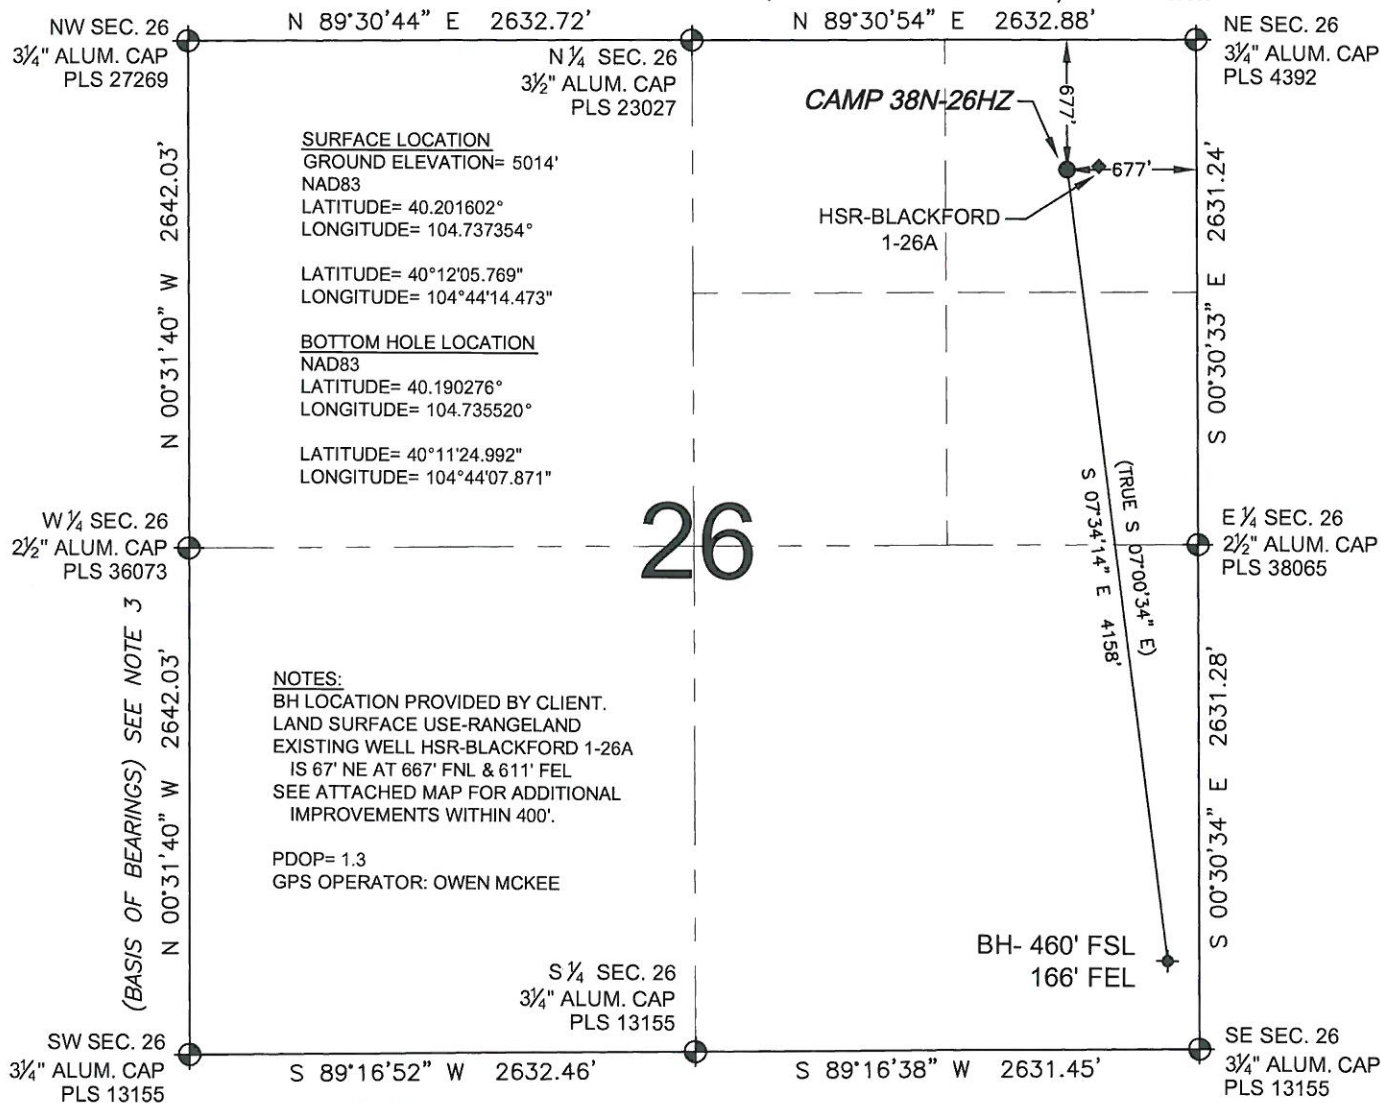 N 89°30'44" E 2632.72'
N 89°30'54" E 2632.88'
NW SEC. 26
3¼" ALUM. CAP
PLS 27269
N ¼ SEC. 26
3½" ALUM. CAP
PLS 23027
NE SEC. 26
3¼" ALUM. CAP
PLS 4392
CAMP 38N-26HZ
677'
677'
HSR-BLACKFORD
1-26A
SURFACE LOCATION
GROUND ELEVATION= 5014'
NAD83
LATITUDE= 40.201602°
LONGITUDE= 104.737354°
LATITUDE= 40°12'05.769"
LONGITUDE= 104°44'14.473"
BOTTOM HOLE LOCATION
NAD83
LATITUDE= 40.190276°
LONGITUDE= 104.735520°
LATITUDE= 40°11'24.992"
LONGITUDE= 104°44'07.871"
N 00°31'40" W 2642.03'
S 00°30'33" E 2631.24'
W ¼ SEC. 26
2½" ALUM. CAP
PLS 36073
26
E ¼ SEC. 26
2½" ALUM. CAP
PLS 38065
(TRUE S 07°00'34" E)
S 07°34'14" E 4158'
(BASIS OF BEARINGS) SEE NOTE 3
N 00°31'40" W 2642.03'
NOTES:
BH LOCATION PROVIDED BY CLIENT.
LAND SURFACE USE-RANGELAND
EXISTING WELL HSR-BLACKFORD 1-26A
IS 67' NE AT 667' FNL & 611' FEL
SEE ATTACHED MAP FOR ADDITIONAL
IMPROVEMENTS WITHIN 400'.
PDOP= 1.3
GPS OPERATOR: OWEN MCKEE
S 00°30'34" E 2631.28'
BH- 460' FSL
166' FEL
S ¼ SEC. 26
3¼" ALUM. CAP
PLS 13155
SW SEC. 26
3¼" ALUM. CAP
PLS 13155
SE SEC. 26
3¼" ALUM. CAP
PLS 13155
S 89°16'52" W 2632.46'
S 89°16'38" W 2631.45'